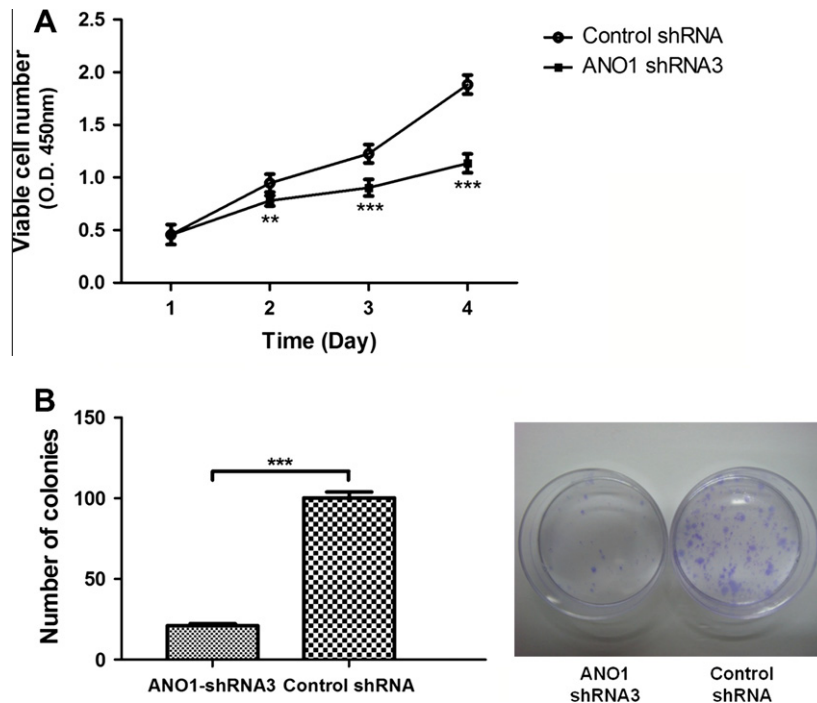 A
Viable cell number
(O.D. 450nm)
2.5
2.0
1.5
1.0
0.5
0.0
**
***
***
1
2
3
4
Time (Day)
Control shRNA
ANO1 shRNA3
B
Number of colonies
150
100
50
0
***
ANO1-shRNA3
Control shRNA
ANO1
shRNA3
Control
shRNA